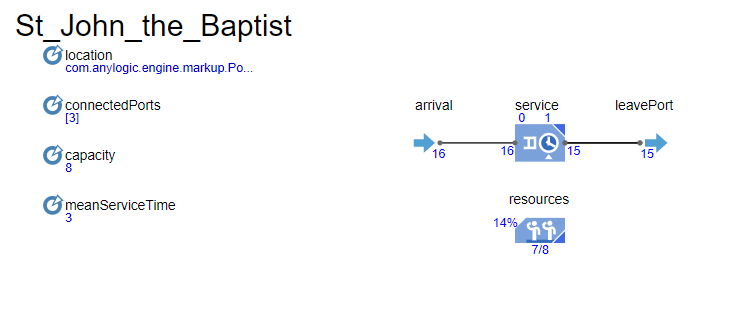 St_John_the_Baptist
location
com.anylogic.engine.markup.Po...
connectedPorts
[3]
capacity
8
meanServiceTime
3
arrival service leavePort
0 1
16 16 15 15
resources
14%
7/8